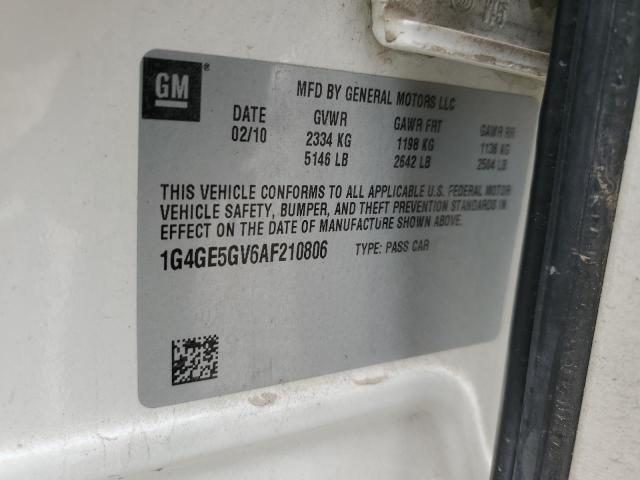 75
GM®
MFD BY GENERAL MOTORS LLC
DATE GVWR GAWR FRT GAWR RR
02/10 2334 KG 1198 KG 1136 KG
5146 LB 2642 LB 2504 LB
THIS VEHICLE CONFORMS TO ALL APPLICABLE U.S. FEDERAL MOTOR
VEHICLE SAFETY, BUMPER, AND THEFT PREVENTION STANDARDS IN
EFFECT ON THE DATE OF MANUFACTURE SHOWN ABOVE.
1G4GE5GV6AF210806 TYPE: PASS CAR